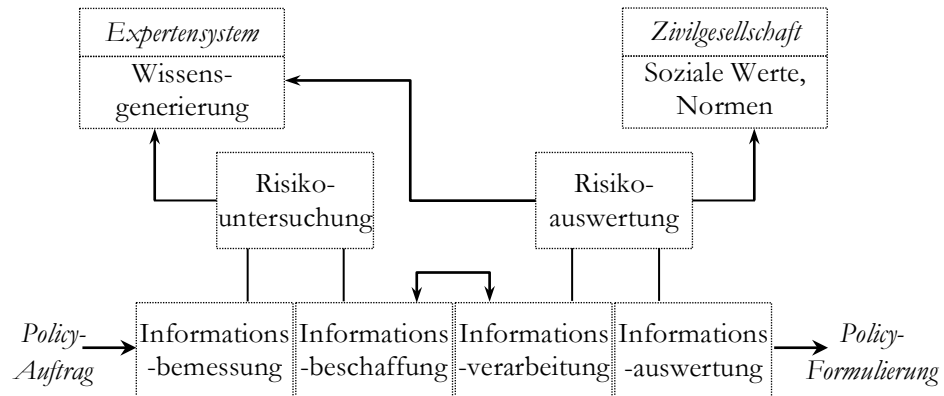 Expertensystem
Wissens-
generierung
Zivilgesellschaft
Soziale Werte,
Normen
Risiko-
untersuchung
Risiko-
auswertung
Policy-
Auftrag
Informations
-bemessung
Informations
-beschaffung
Informations
-verarbeitung
Informations
-auswertung
Policy-
Formulierung